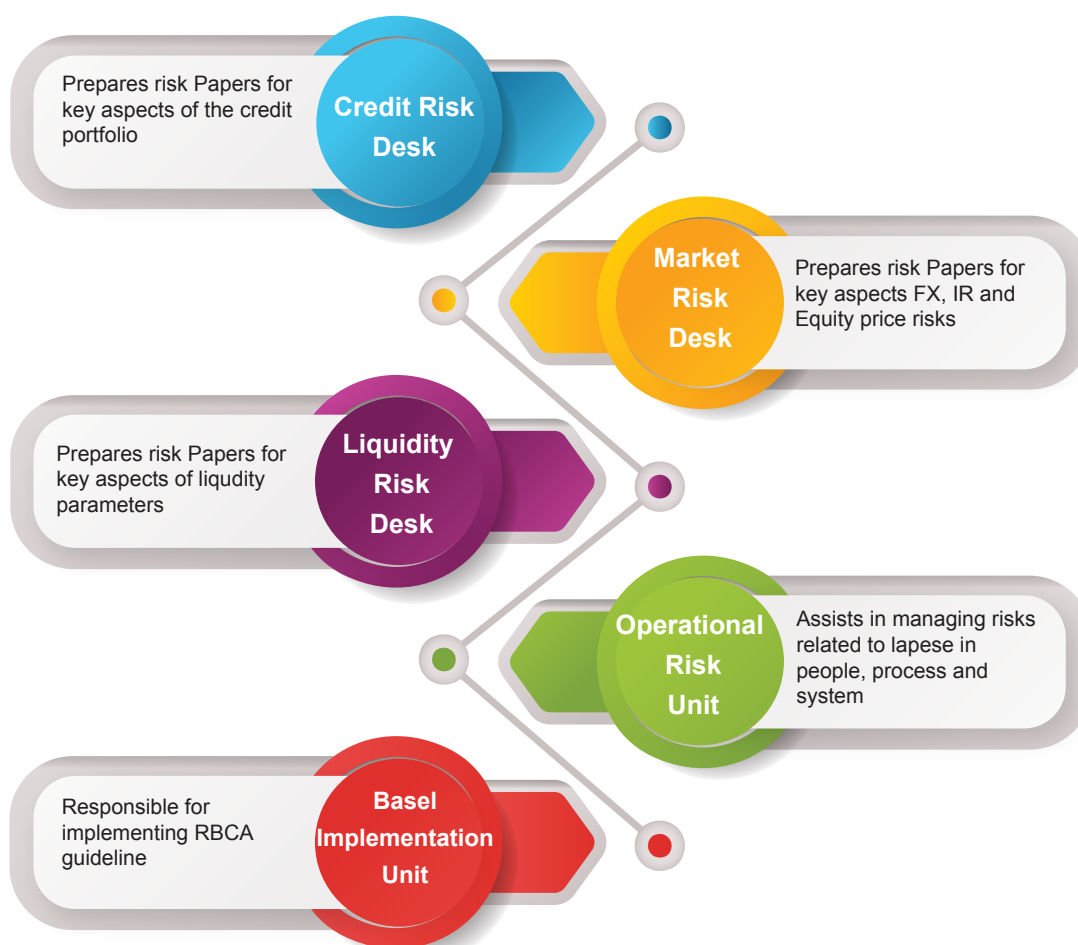 Prepares risk Papers for
key aspects of the credit
portfolio
Credit Risk
Desk
Market
Risk
Desk
Prepares risk Papers for
key aspects FX, IR and
Equity price risks
Prepares risk Papers for
key aspects of liqudity
parameters
Liquidity
Risk
Desk
Operational
Risk
Unit
Assists in managing risks
related to lapese in
people, process and
system
Responsible for
implementing RBCA
guideline
Basel
Implementation
Unit